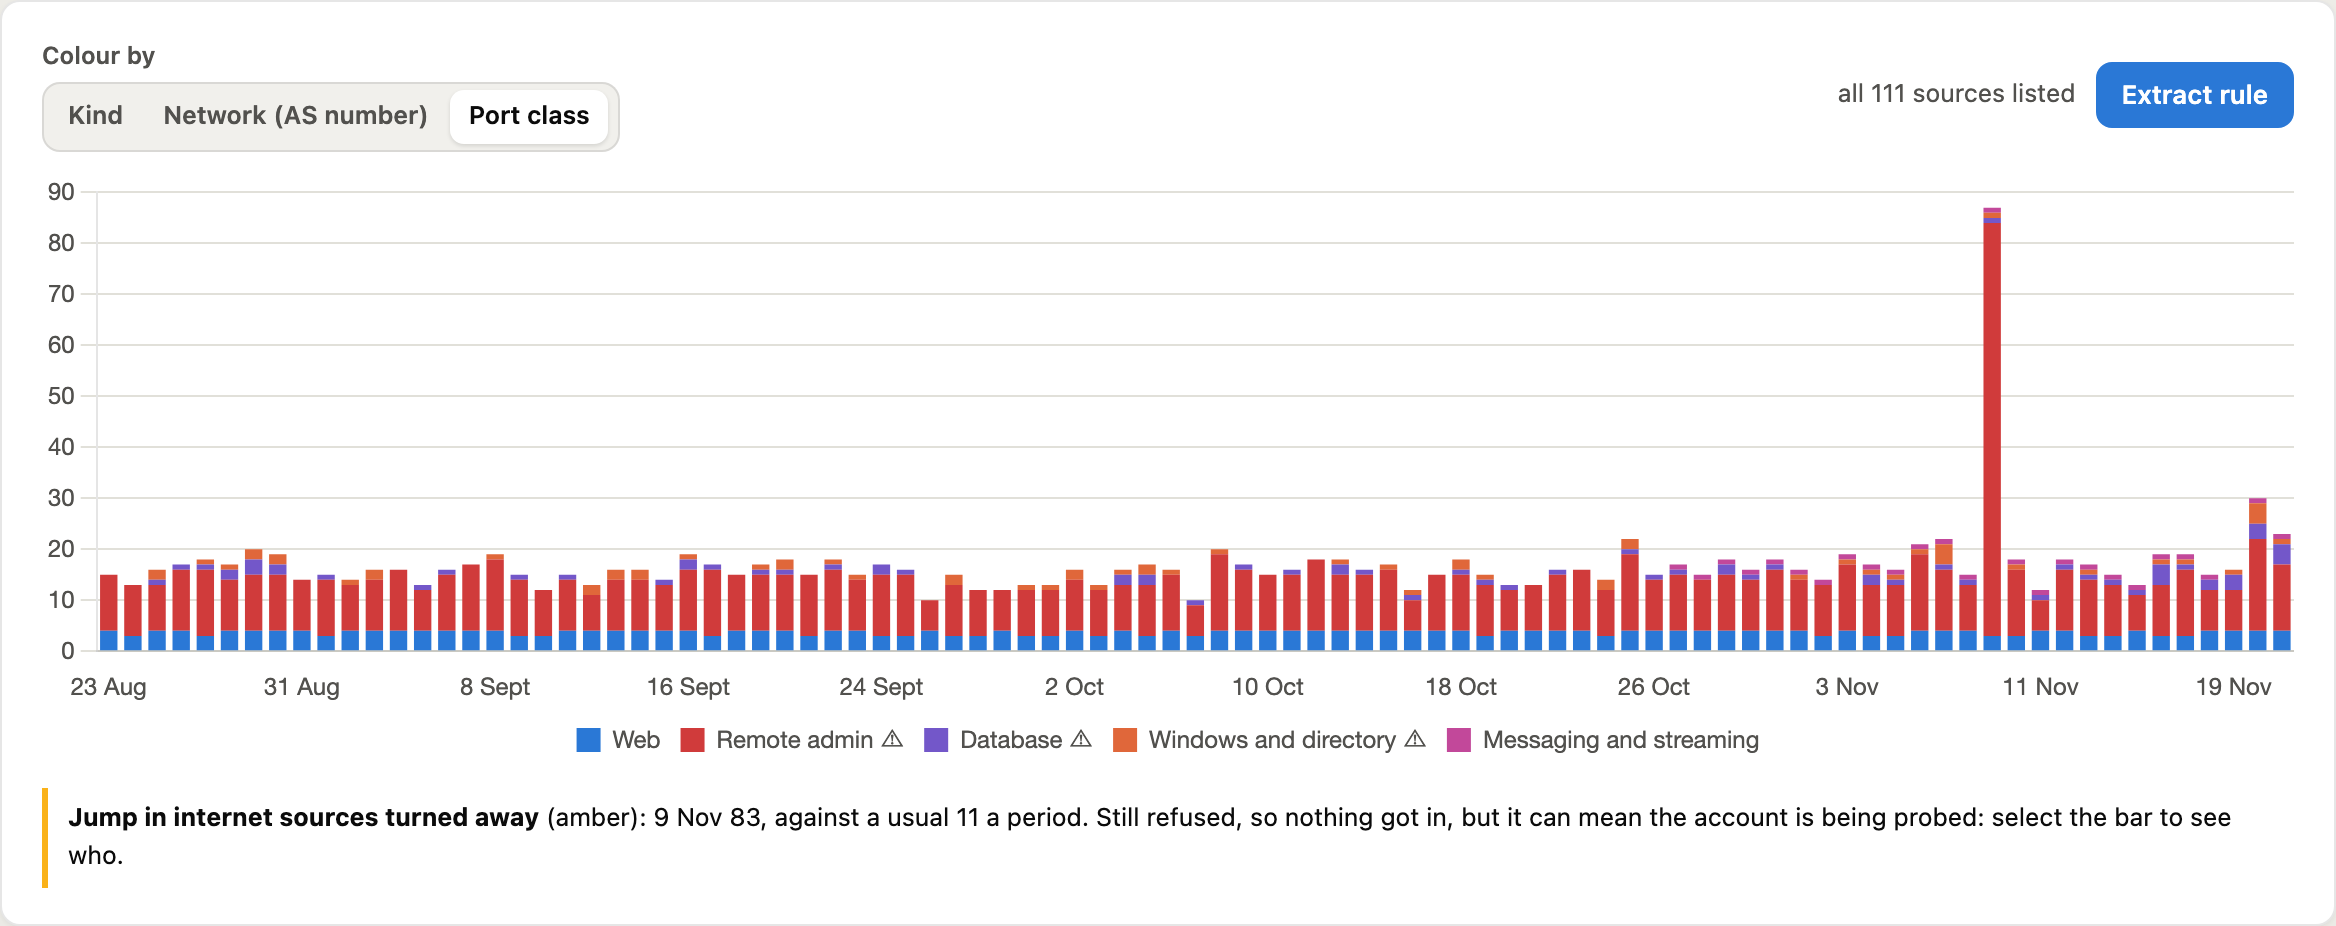 Colour by
Kind Network (AS number) Port class
all 111 sources listed Extract rule
90
80
70
60
50
40
30
20
10
0
23 Aug 31 Aug 8 Sept 16 Sept 24 Sept 2 Oct 10 Oct 18 Oct 26 Oct 3 Nov 11 Nov 19 Nov
Web Remote admin ⚠ Database ⚠ Windows and directory ⚠ Messaging and streaming
Jump in internet sources turned away (amber): 9 Nov 83, against a usual 11 a period. Still refused, so nothing got in, but it can mean the account is being probed: select the bar to see
who.